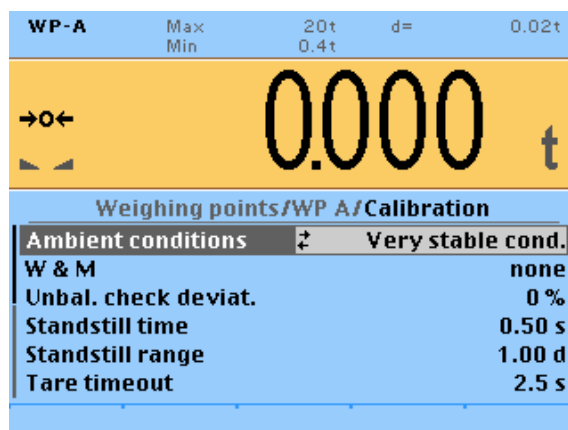 WP-A Max 20t d= 0.02t
Min 0.4t
→0← 0.000 t
Weighing points/WP A/Calibration
Ambient conditions Very stable cond.
W & M none
Unbal. check deviat. 0 %
Standstill time 0.50 s
Standstill range 1.00 d
Tare timeout 2.5 s